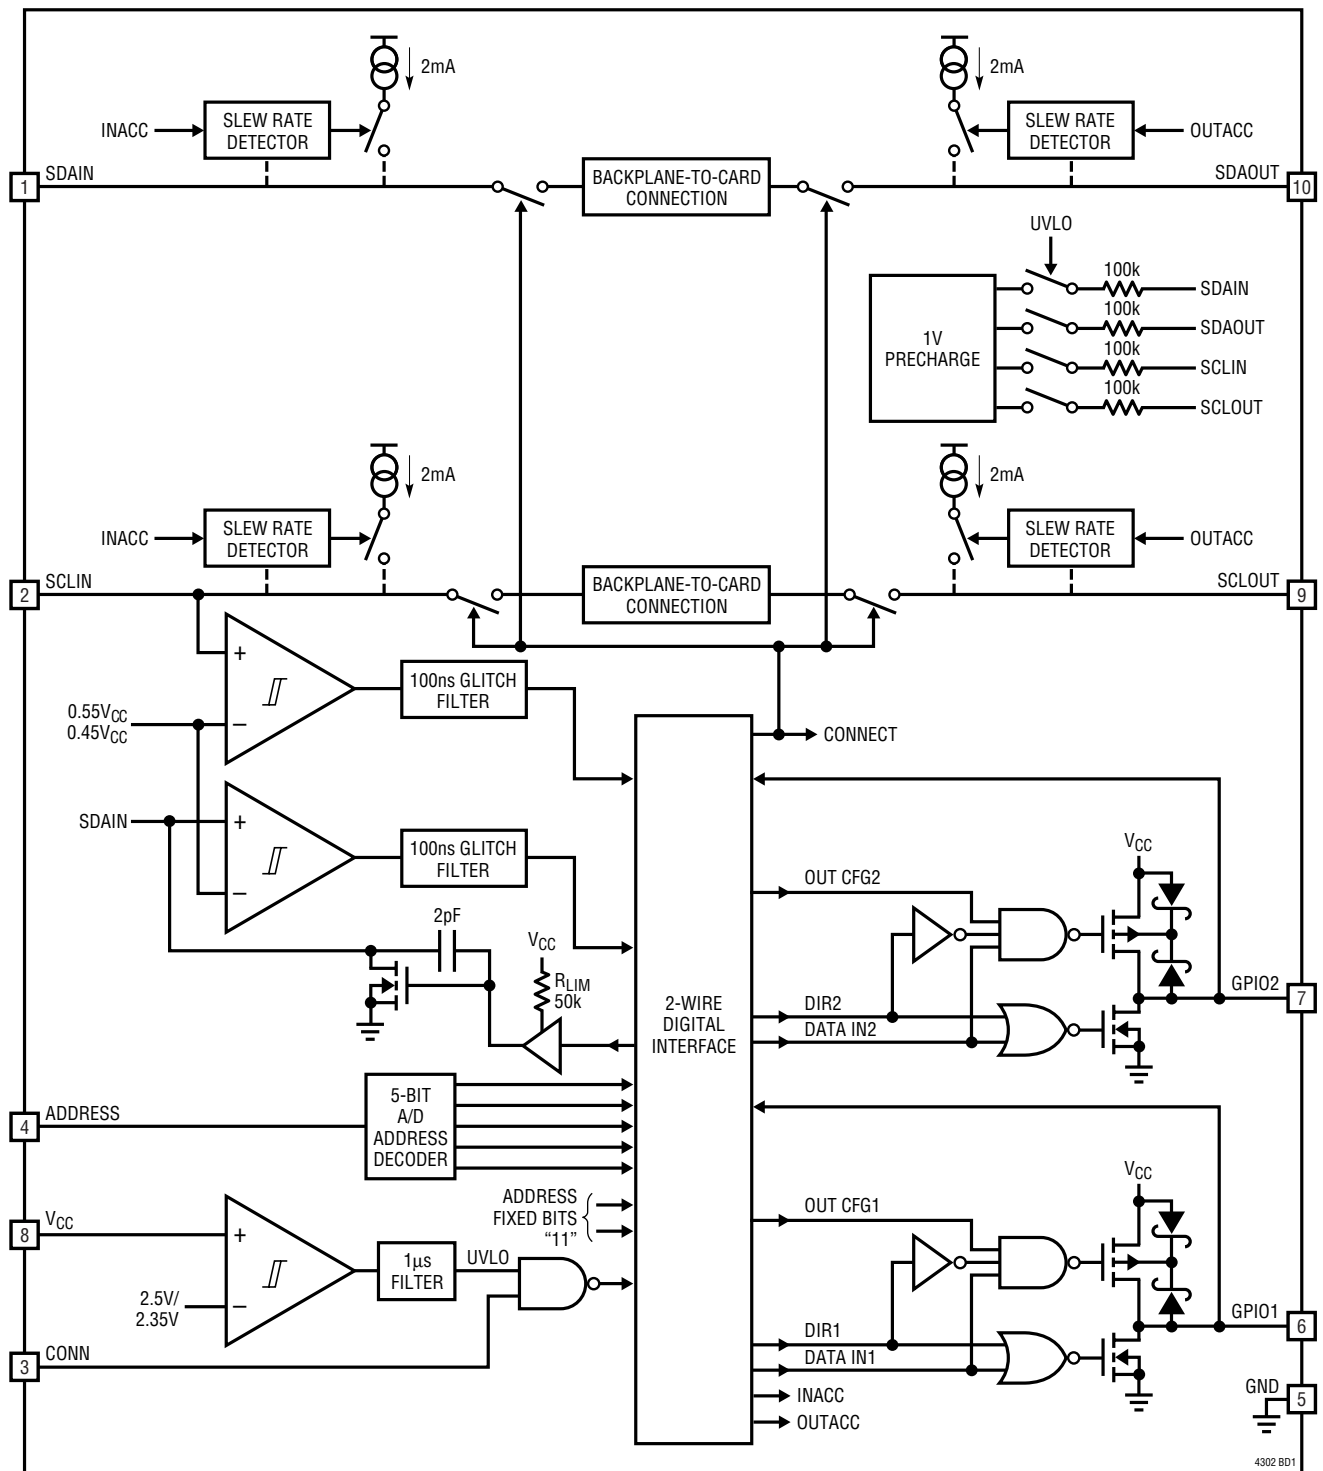 2mA
2mA
INACC
SLEW RATE
DETECTOR
SLEW RATE
DETECTOR
OUTACC
1
SDAIN
BACKPLANE-TO-CARD
CONNECTION
SDAOUT
10
UVLO
1V
PRECHARGE
100k
SDAIN
100k
SDAOUT
100k
SCLIN
100k
SCLOUT
2mA
2mA
INACC
SLEW RATE
DETECTOR
SLEW RATE
DETECTOR
OUTACC
2
SCLIN
BACKPLANE-TO-CARD
CONNECTION
SCLOUT
9
+
100ns GLITCH
FILTER
0.55VCC
0.45VCC
−
CONNECT
SDAIN
+
100ns GLITCH
FILTER
−
VCC
OUT CFG2
2pF
VCC
RLIM
50k
2-WIRE
DIGITAL
INTERFACE
DIR2
DATA IN2
GPIO2
7
4
ADDRESS
5-BIT
A/D
ADDRESS
DECODER
ADDRESS
FIXED BITS
“11”
VCC
OUT CFG1
8
VCC
+
1µs
FILTER
UVLO
2.5V/
2.35V
−
3
CONN
DIR1
DATA IN1
GPIO1
6
INACC
OUTACC
GND
5
4302 BD1